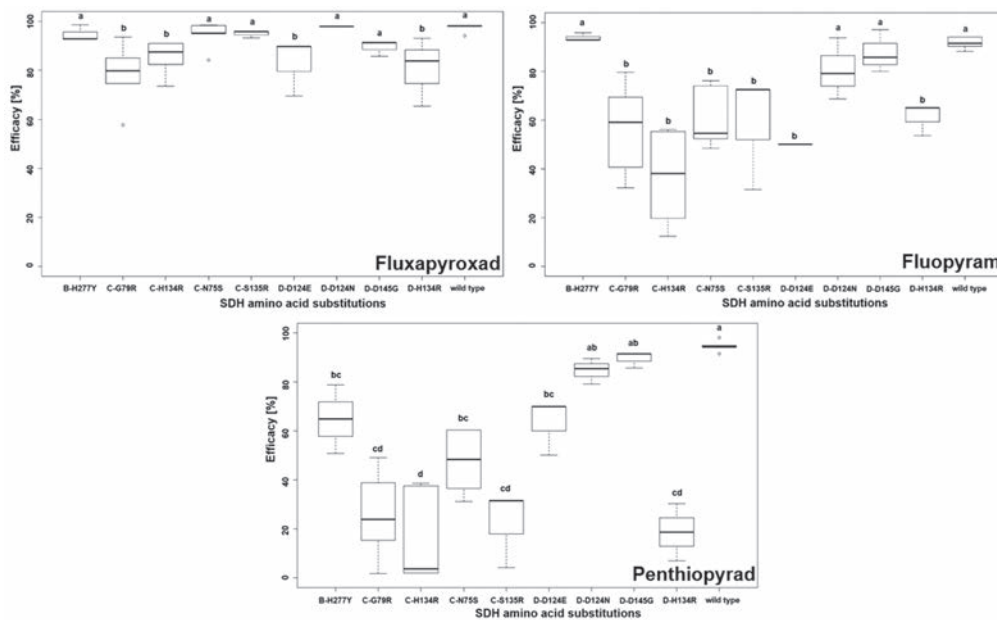 Efficacy [%]
100
80
60
40
20
0
a
b
b
a
a
b
a
a
b
a
Fluxapyroxad
B-H277Y C-G79R C-H134R C-N75S C-S135R D-D124E D-D124N D-D145G D-H134R wild type
SDH amino acid substitutions
Efficacy [%]
100
80
60
40
20
0
a
b
b
b
b
b
a
a
b
a
Fluopyram
B-H277Y C-G79R C-H134R C-N75S C-S135R D-D124E D-D124N D-D145G D-H134R wild type
SDH amino acid substitutions
Efficacy [%]
100
80
60
40
20
0
bc
cd
d
bc
cd
bc
ab
ab
cd
a
Penthiopyrad
B-H277Y C-G79R C-H134R C-N75S C-S135R D-D124E D-D124N D-D145G D-H134R wild type
SDH amino acid substitutions